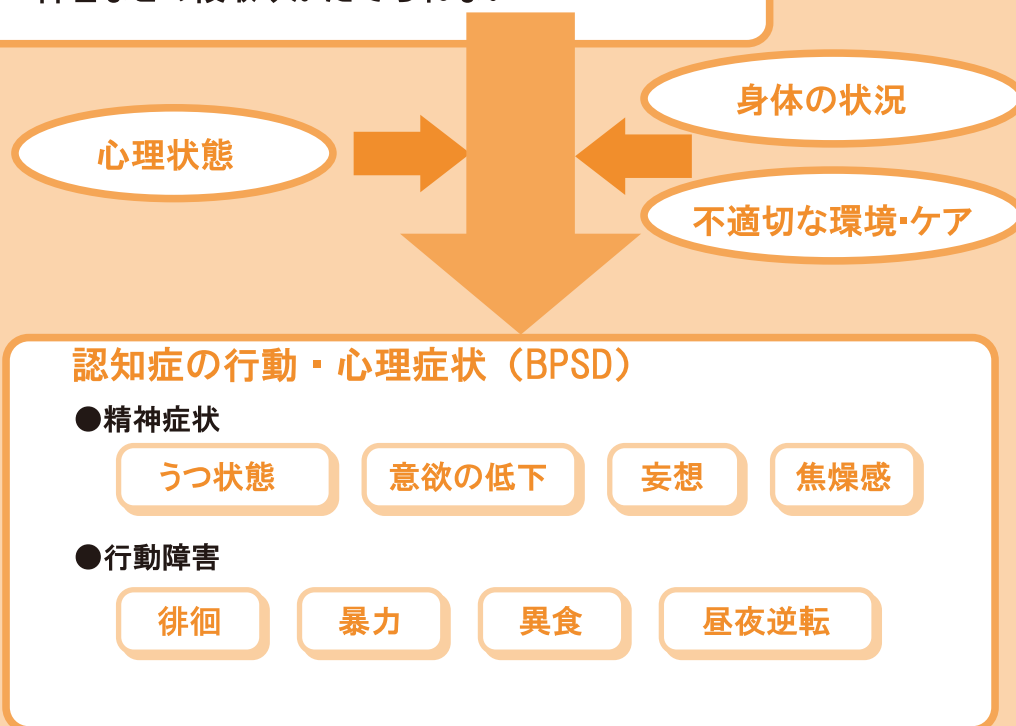 身体の状況
心理状態
不適切な環境・ケア
認知症の行動・心理症状（BPSD）
●精神症状
うつ状態
意欲の低下
妄想
焦燥感
●行動障害
徘徊
暴力
異食
昼夜逆転